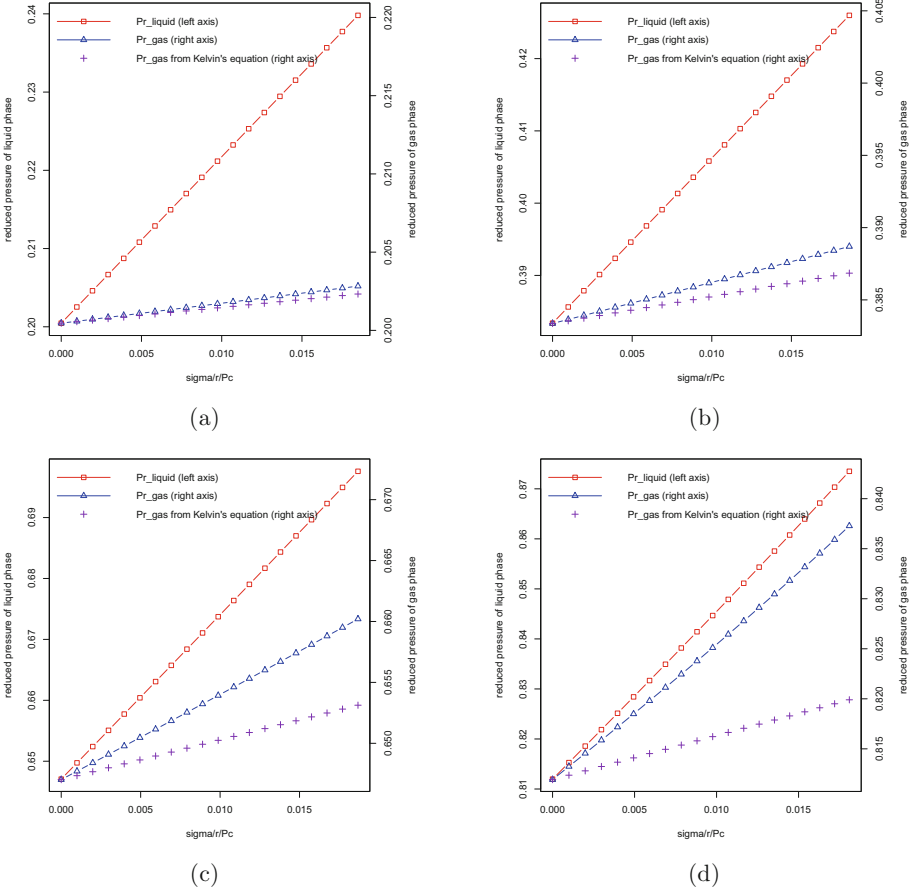 Pr_liquid (left axis)
Pr_gas (right axis)
Pr_gas from Kelvin's equation (right axis)
reduced pressure of liquid phase
0.20 0.21 0.22 0.23 0.24
reduced pressure of gas phase
0.200 0.205 0.210 0.215 0.220
0.000 0.005 0.010 0.015
sigma/r/Pc
(a)
Pr_liquid (left axis)
Pr_gas (right axis)
Pr_gas from Kelvin's equation (right axis)
reduced pressure of liquid phase
0.39 0.40 0.41 0.42
reduced pressure of gas phase
0.385 0.390 0.395 0.400 0.405
0.000 0.005 0.010 0.015
sigma/r/Pc
(b)
Pr_liquid (left axis)
Pr_gas (right axis)
Pr_gas from Kelvin's equation (right axis)
reduced pressure of liquid phase
0.65 0.66 0.67 0.68 0.69
reduced pressure of gas phase
0.650 0.655 0.660 0.665 0.670
0.000 0.005 0.010 0.015
sigma/r/Pc
(c)
Pr_liquid (left axis)
Pr_gas (right axis)
Pr_gas from Kelvin's equation (right axis)
reduced pressure of liquid phase
0.81 0.82 0.83 0.84 0.85 0.86 0.87
reduced pressure of gas phase
0.815 0.820 0.825 0.830 0.835 0.840
0.000 0.005 0.010 0.015
sigma/r/Pc
(d)